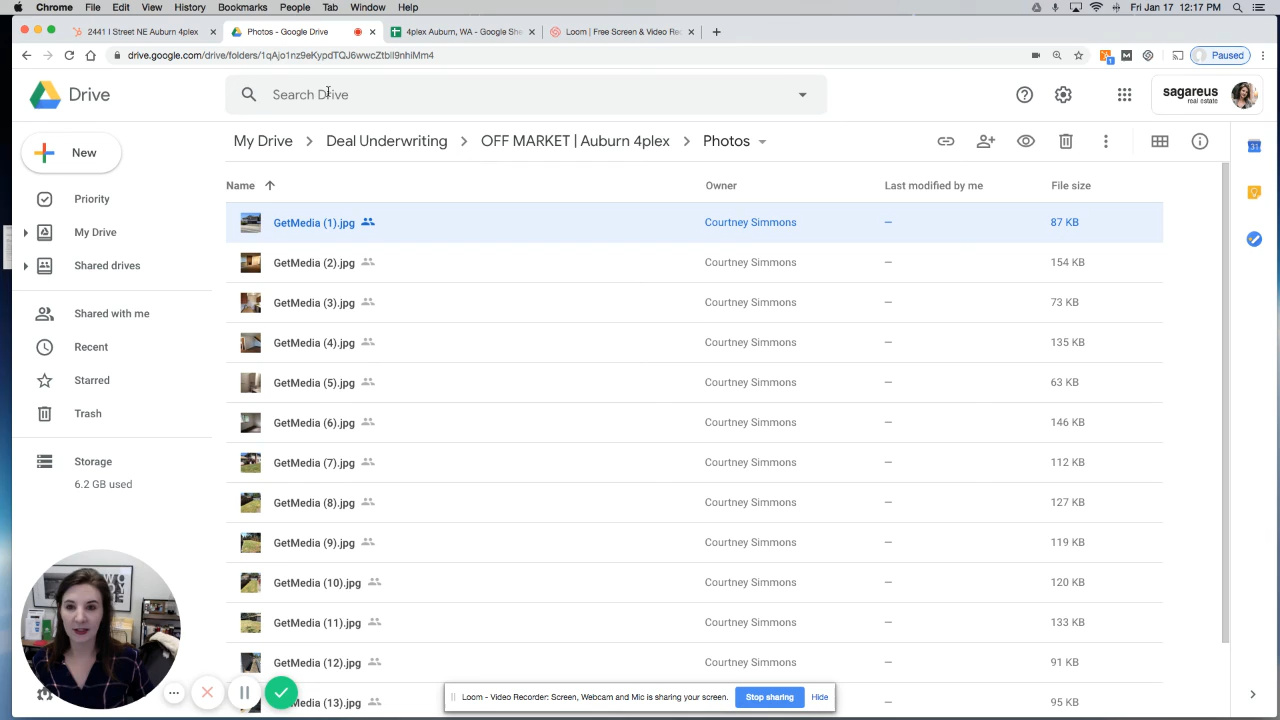 Chrome File Edit View History Bookmarks People Tab Window Help
Fri Jan 17 12:17 PM
2441 I Street NE Auburn 4plex
Photos - Google Drive
4plex Auburn, WA - Google She
Loom | Free Screen & Video Rec
drive.google.com/drive/folders/1qAjo1nz9eKypdTQJ6wwcZtbII9nhiMm4
1
Paused
Drive
Search Drive
sagareus
real estate
New
My Drive
Deal Underwriting
OFF MARKET | Auburn 4plex
Photos
31
Priority
My Drive
Shared drives
Shared with me
Recent
Starred
Trash
Storage
6.2 GB used
Name Owner Last modified by me File size
GetMedia (1).jpg Courtney Simmons — 87 KB
GetMedia (2).jpg Courtney Simmons — 154 KB
GetMedia (3).jpg Courtney Simmons — 73 KB
GetMedia (4).jpg Courtney Simmons — 135 KB
GetMedia (5).jpg Courtney Simmons — 63 KB
GetMedia (6).jpg Courtney Simmons — 146 KB
GetMedia (7).jpg Courtney Simmons — 112 KB
GetMedia (8).jpg Courtney Simmons — 127 KB
GetMedia (9).jpg Courtney Simmons — 119 KB
GetMedia (10).jpg Courtney Simmons — 120 KB
GetMedia (11).jpg Courtney Simmons — 133 KB
GetMedia (12).jpg Courtney Simmons — 91 KB
(13).jpg Courtney Simmons — 95 KB
Loom - Video Recorder: Screen, Webcam and Mic is sharing your screen.
Stop sharing
Hide